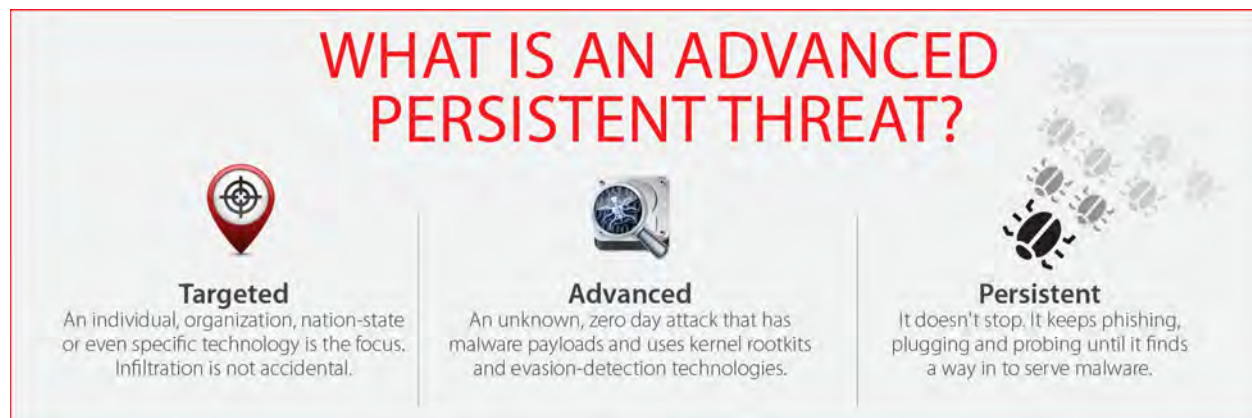 WHAT IS AN ADVANCED
PERSISTENT THREAT?
Targeted
An individual, organization, nation-state
or even specific technology is the focus.
Infiltration is not accidental.
Advanced
An unknown, zero day attack that has
malware payloads and uses kernel rootkits
and evasion-detection technologies.
Persistent
It doesn't stop. It keeps phishing,
plugging and probing until it finds
a way in to serve malware.